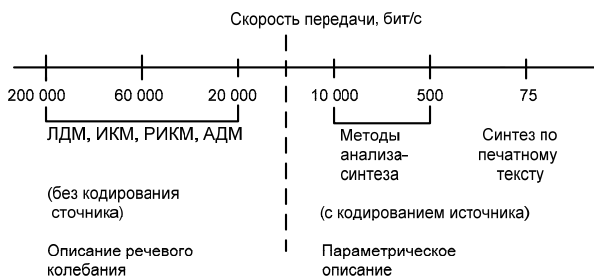 Скорость передачи, бит/с
200 000 60 000 20 000 10 000 500 75
ЛДМ, ИКМ, РИКМ, АДМ
Методы
анализа-
синтеза
Синтез по
печатному
тексту
(без кодирования
сточника)
(с кодированием источника)
Описание речевого
колебания
Параметрическое
описание